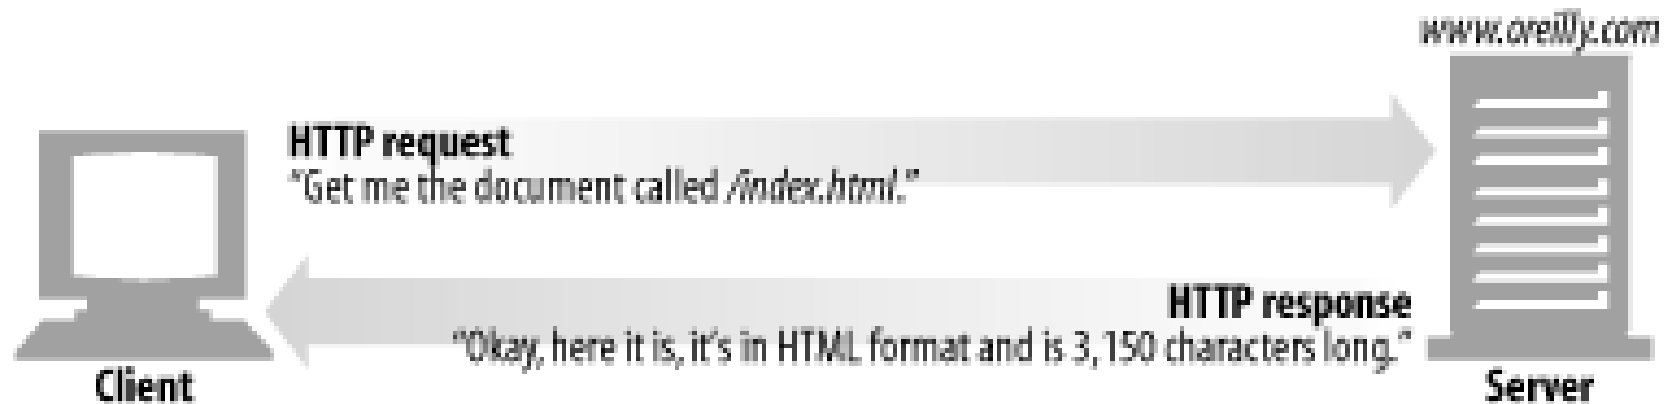 www.oreilly.com
HTTP request
“Get me the document called /index.html.”
HTTP response
“Okay, here it is, it's in HTML format and is 3,150 characters long.”
Client
Server